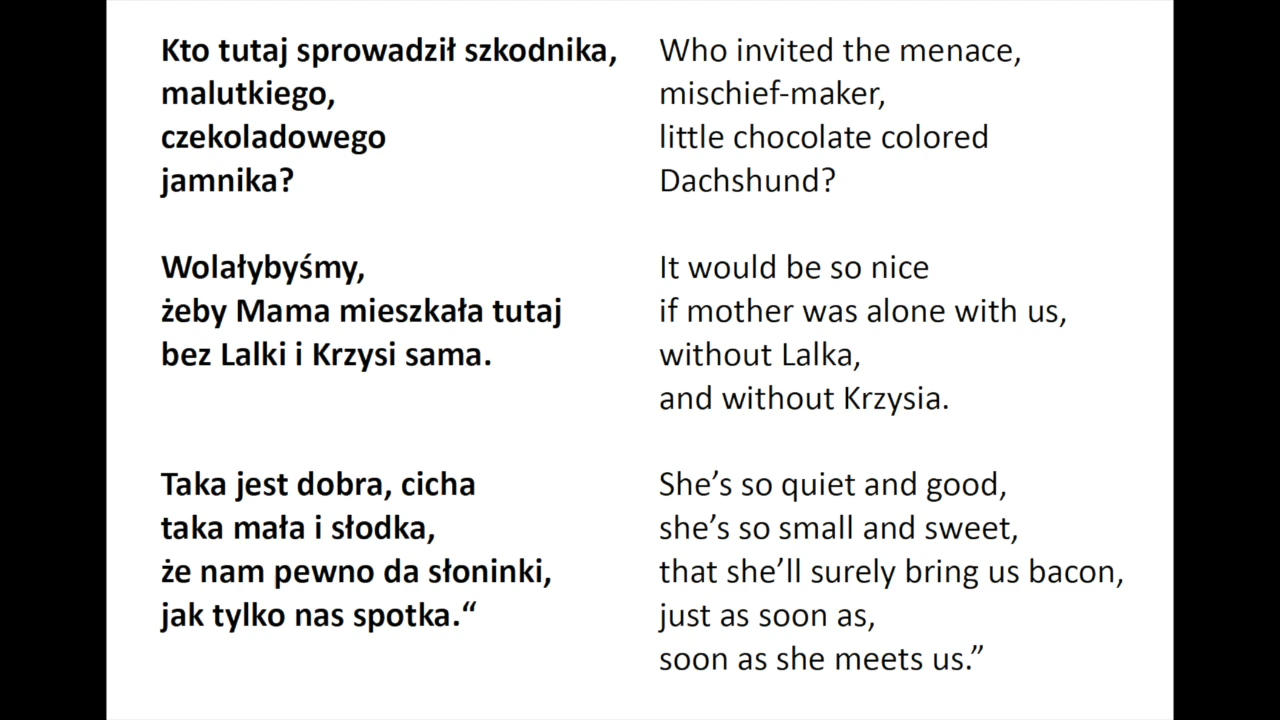 Kto tutaj sprowadził szkodnika,
malutkiego,
czekoladowego
jamnika?
Wolałybyśmy,
żeby Mama mieszkała tutaj
bez Lalki i Krzysi sama.
Taka jest dobra, cicha
taka mała i słodka,
że nam pewno da słoninki,
jak tylko nas spotka.“
Who invited the menace,
mischief-maker,
little chocolate colored
Dachshund?
It would be so nice
if mother was alone with us,
without Lalka,
and without Krzysia.
She’s so quiet and good,
she’s so small and sweet,
that she’ll surely bring us bacon,
just as soon as,
soon as she meets us.”